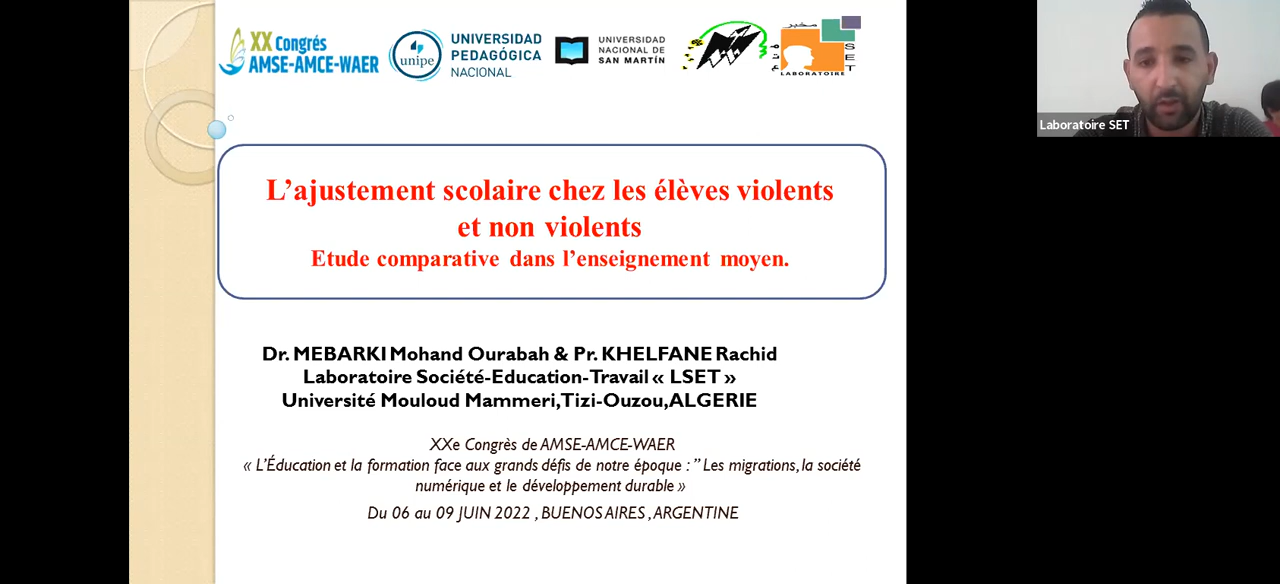 XX Congrés
AMSE-AMCE-WAER
unipe
UNIVERSIDAD
PEDAGÓGICA
NACIONAL
UNIVERSIDAD
NACIONAL DE
SAN MARTÍN
مخبر
SET
LABORATOIRE
Laboratoire SET
L’ajustement scolaire chez les élèves violents
et non violents
Etude comparative dans l’enseignement moyen.
Dr. MEBARKI Mohand Ourabah & Pr. KHELFANE Rachid
Laboratoire Société-Education-Travail « LSET »
Université Mouloud Mammeri,Tizi-Ouzou,ALGERIE
XXe Congrès de AMSE-AMCE-WAER
« L’Éducation et la formation face aux grands défis de notre époque : ” Les migrations, la société
numérique et le développement durable »
Du 06 au 09 JUIN 2022 , BUENOS AIRES , ARGENTINE